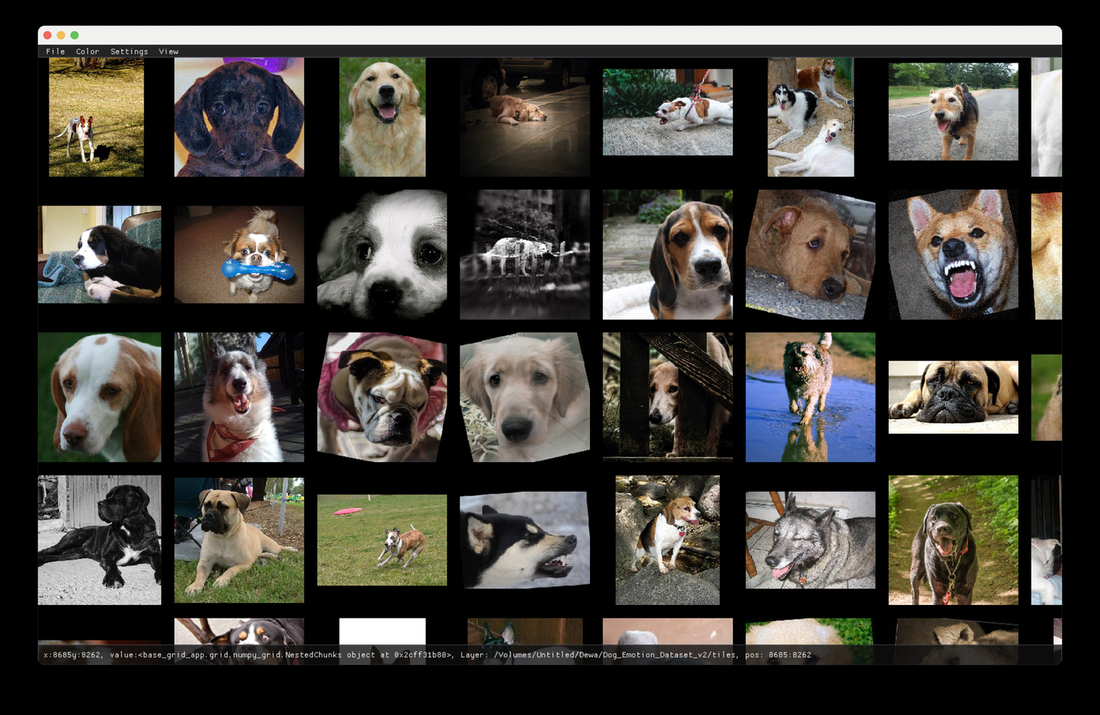 File Color Settings View
x:8685y:8262, value:<base_grid_app.grid.numpy_grid.NestedChunks object at 0x2cff31b80>, Layer: /Volumes/Untitled/Dewa/Dog_Emotion_Dataset_v2/tiles, pos: 8685:8262